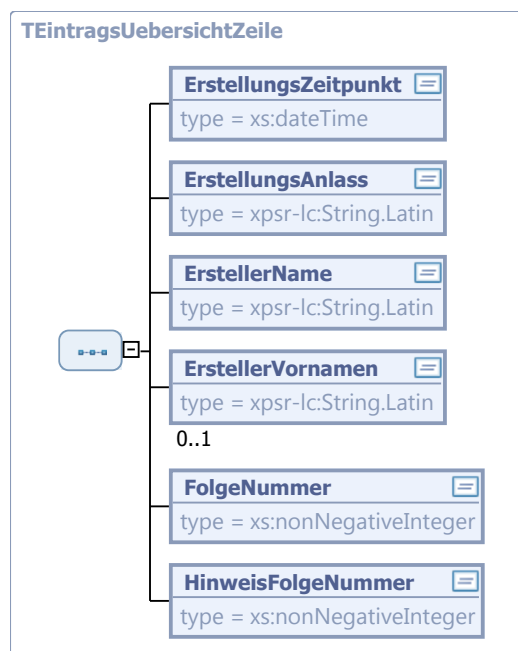 TEintragsUebersichtZeile
ErstellungsZeitpunkt
type = xs:dateTime
ErstellungsAnlass
type = xpsr-lc:String.Latin
ErstellerName
type = xpsr-lc:String.Latin
ErstellerVornamen
type = xpsr-lc:String.Latin
0..1
FolgeNummer
type = xs:nonNegativeInteger
HinweisFolgeNummer
type = xs:nonNegativeInteger